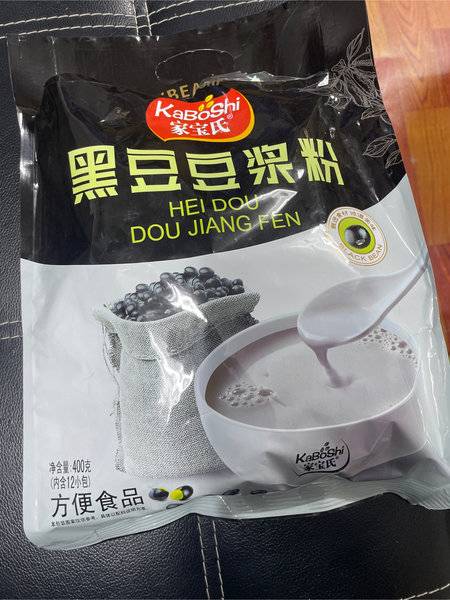 KaBoShi
家宝氏®
黑豆豆浆粉
HEI DOU
DOU JIANG FEN
BLACK BEAN
KaBoShi
家宝氏
净含量:400克
(内含12小包)
方便食品